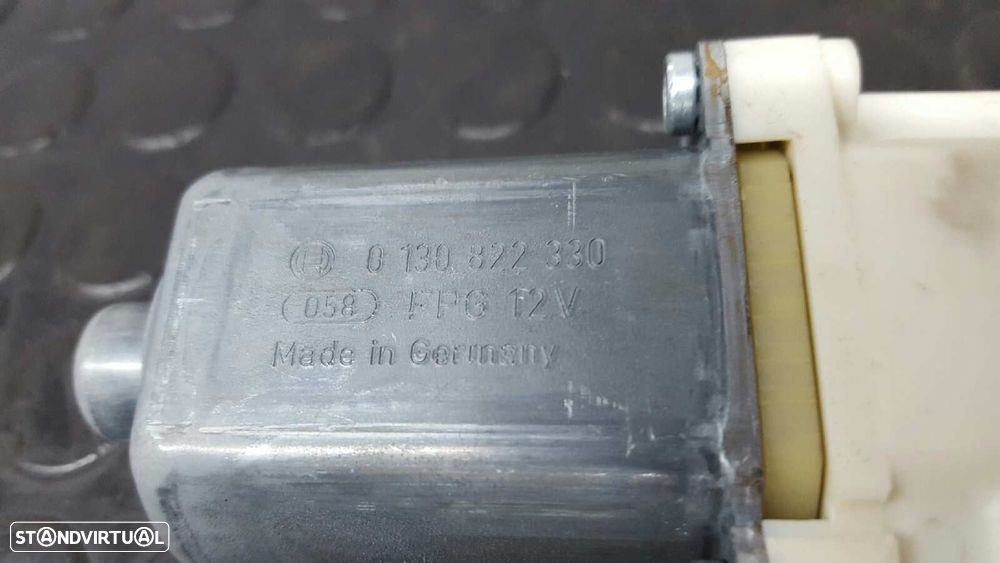 0 130 822 330
058 FPG 12V
Made in Germany
STANDVIRTUAL